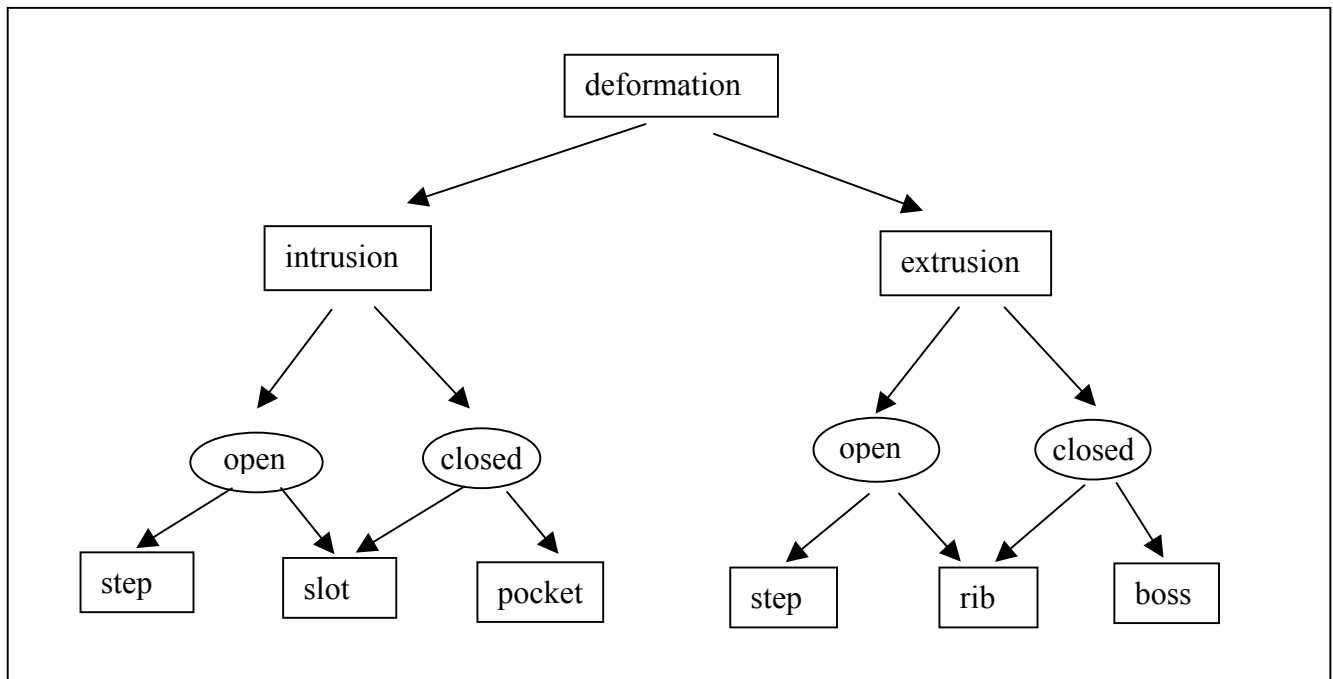 deformation
intrusion
extrusion
open
closed
open
closed
step
slot
pocket
step
rib
boss